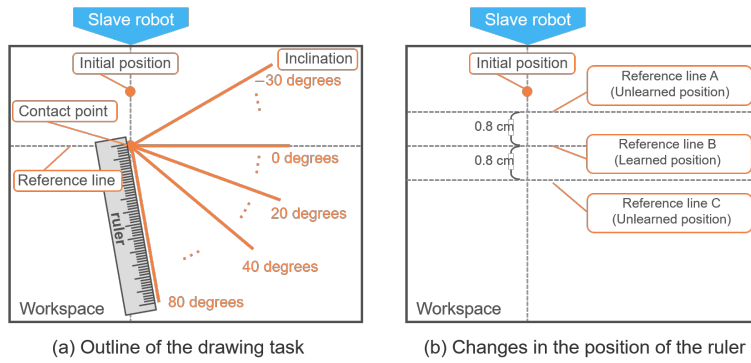 Slave robot
Initial position
Inclination
−30 degrees
Contact point
0 degrees
Reference line
20 degrees
ruler
40 degrees
80 degrees
Workspace
(a) Outline of the drawing task
Slave robot
Initial position
Reference line A
(Unlearned position)
0.8 cm
Reference line B
(Learned position)
0.8 cm
Reference line C
(Unlearned position)
Workspace
(b) Changes in the position of the ruler